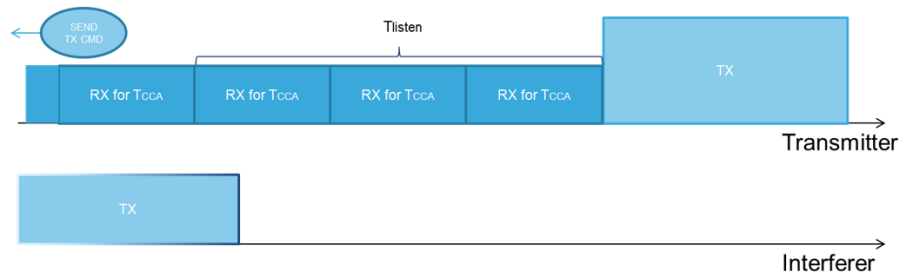 SEND
TX CMD
Tlisten
RX for TCCA
RX for TCCA
RX for TCCA
RX for TCCA
TX
Transmitter
TX
Interferer